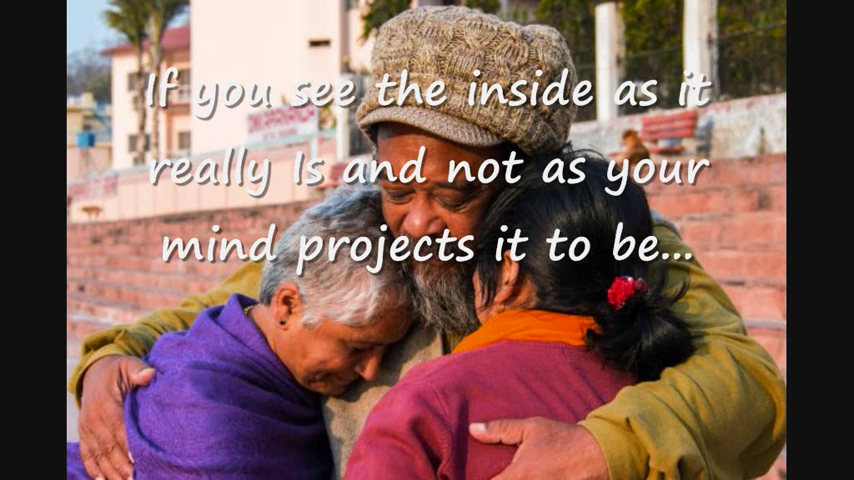 If you see the inside as it
really Is and not as your
mind projects it to be...